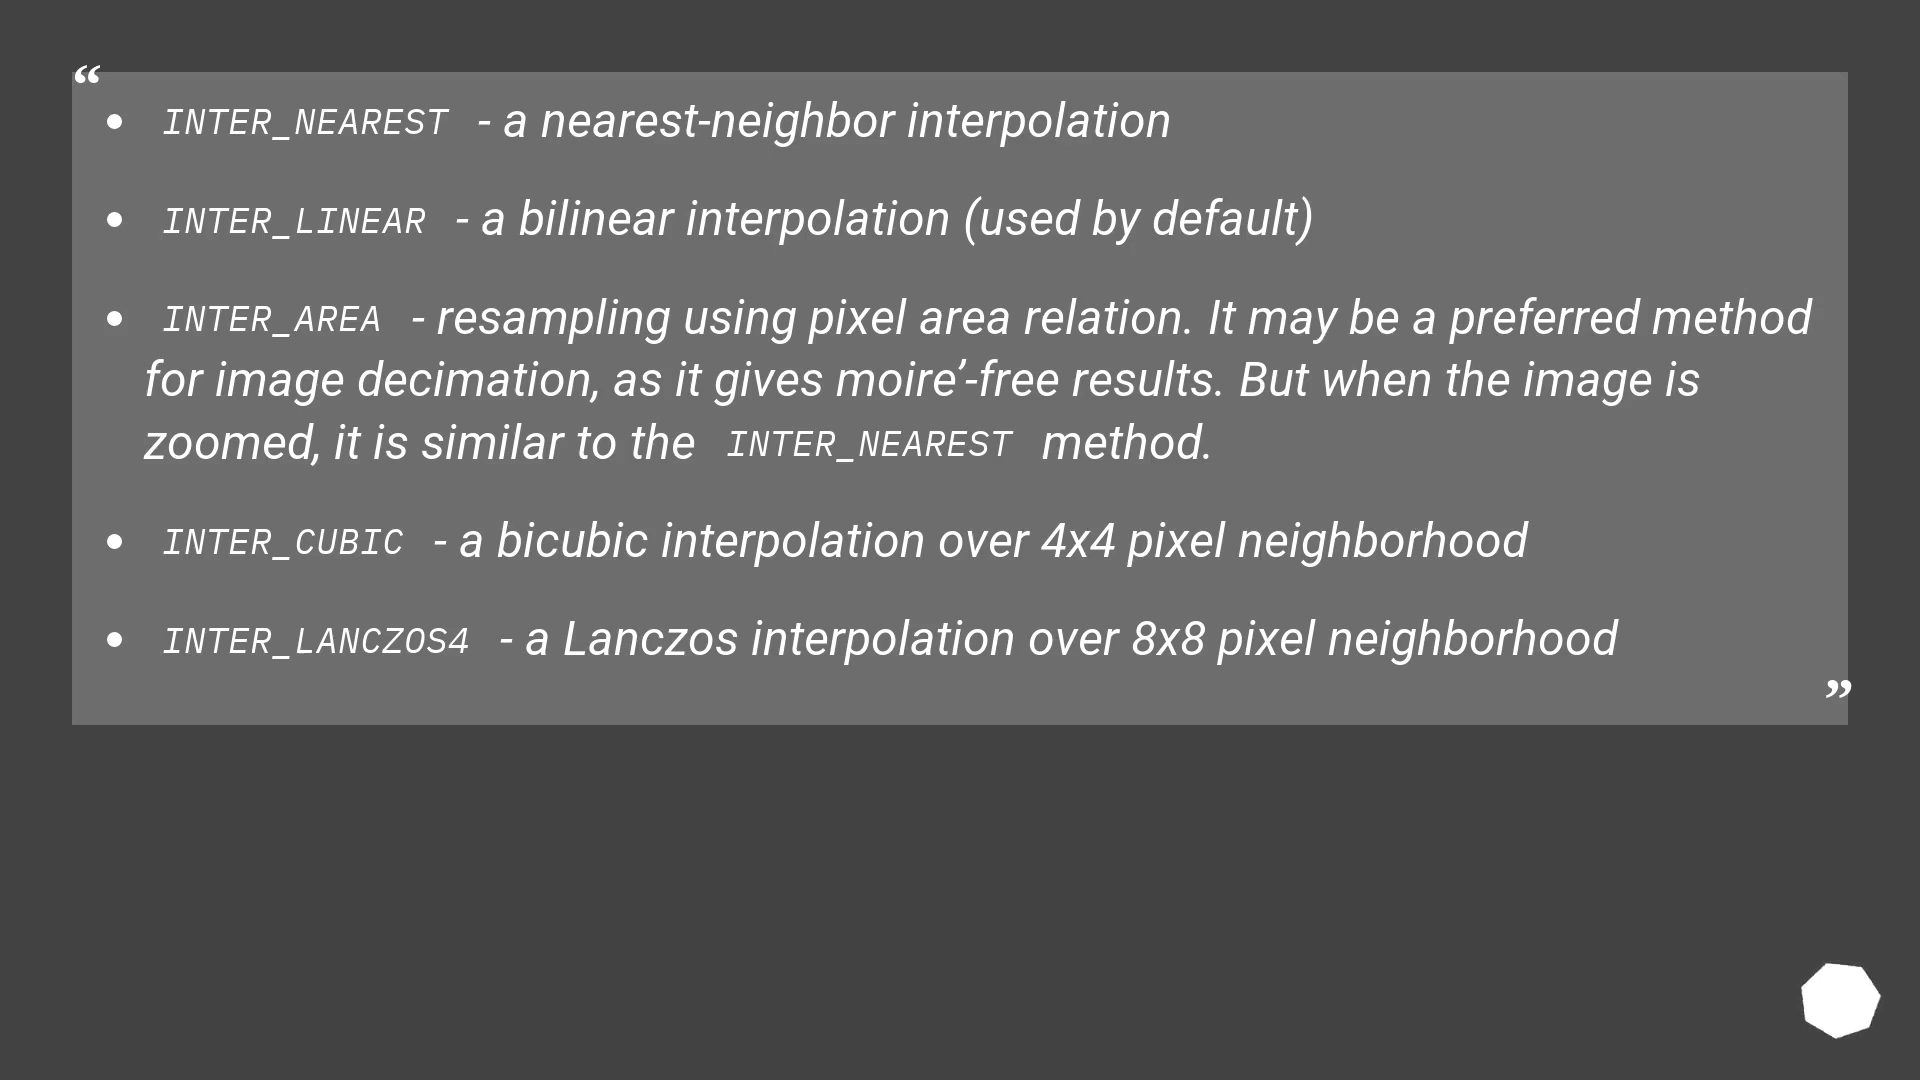 “
• INTER_NEAREST - a nearest-neighbor interpolation
• INTER_LINEAR - a bilinear interpolation (used by default)
• INTER_AREA - resampling using pixel area relation. It may be a preferred method
for image decimation, as it gives moire’-free results. But when the image is
zoomed, it is similar to the INTER_NEAREST method.
• INTER_CUBIC - a bicubic interpolation over 4x4 pixel neighborhood
• INTER_LANCZOS4 - a Lanczos interpolation over 8x8 pixel neighborhood
”